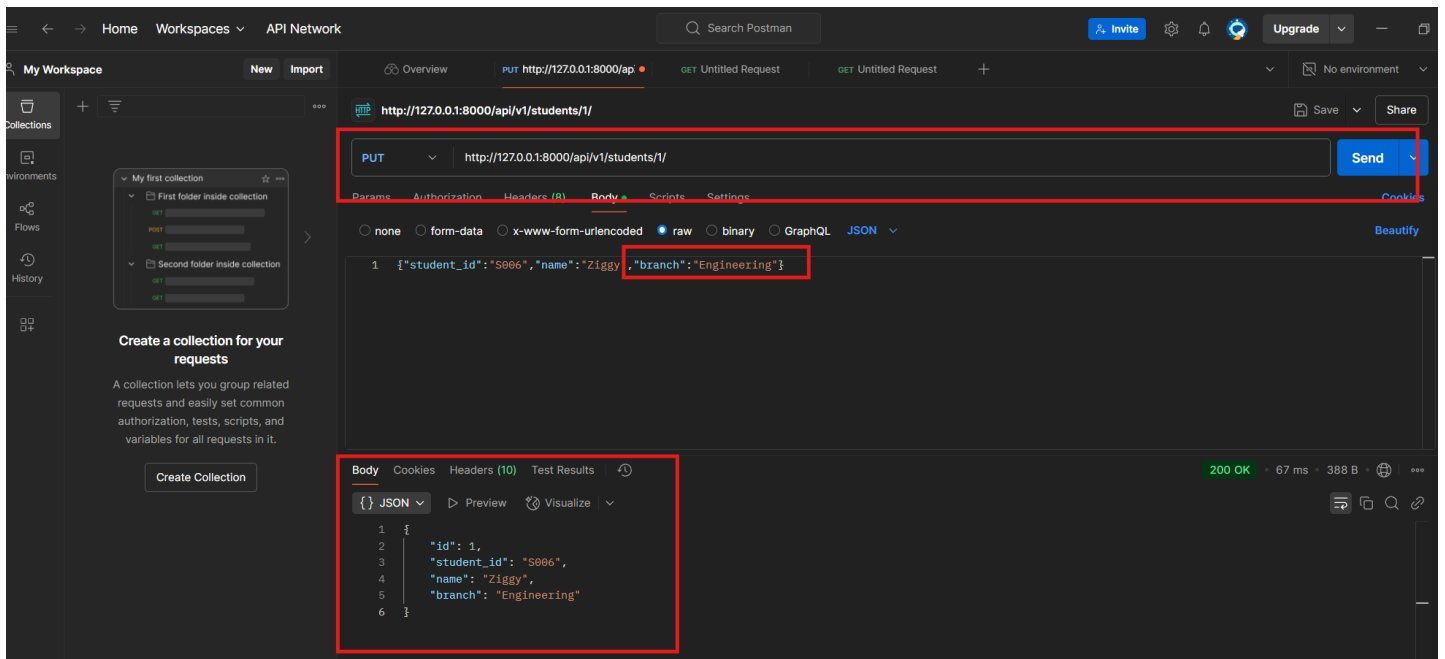 Home Workspaces API Network Search Postman Invite Upgrade
My Workspace New Import Overview PUT http://127.0.0.1:8000/ap GET Untitled Request GET Untitled Request No environment
Collections
http://127.0.0.1:8000/api/v1/students/1/ Save Share
PUT http://127.0.0.1:8000/api/v1/students/1/ Send
nvironments
Params Authorization Headers (8) Body Scripts Settings Cookies
My first collection
First folder inside collection
GET
POST
GET
Flows
none form-data x-www-form-urlencoded raw binary GraphQL JSON Beautify
Second folder inside collection
GET
GET
History
1 {"student_id":"S006","name":"Ziggy","branch":"Engineering"}
Create a collection for your
requests
A collection lets you group related
requests and easily set common
authorization, tests, scripts, and
variables for all requests in it.
Create Collection
Body Cookies Headers (10) Test Results 200 OK 67 ms 388 B
{} JSON Preview Visualize
1 {
2 "id": 1,
3 "student_id": "S006",
4 "name": "Ziggy",
5 "branch": "Engineering"
6 }